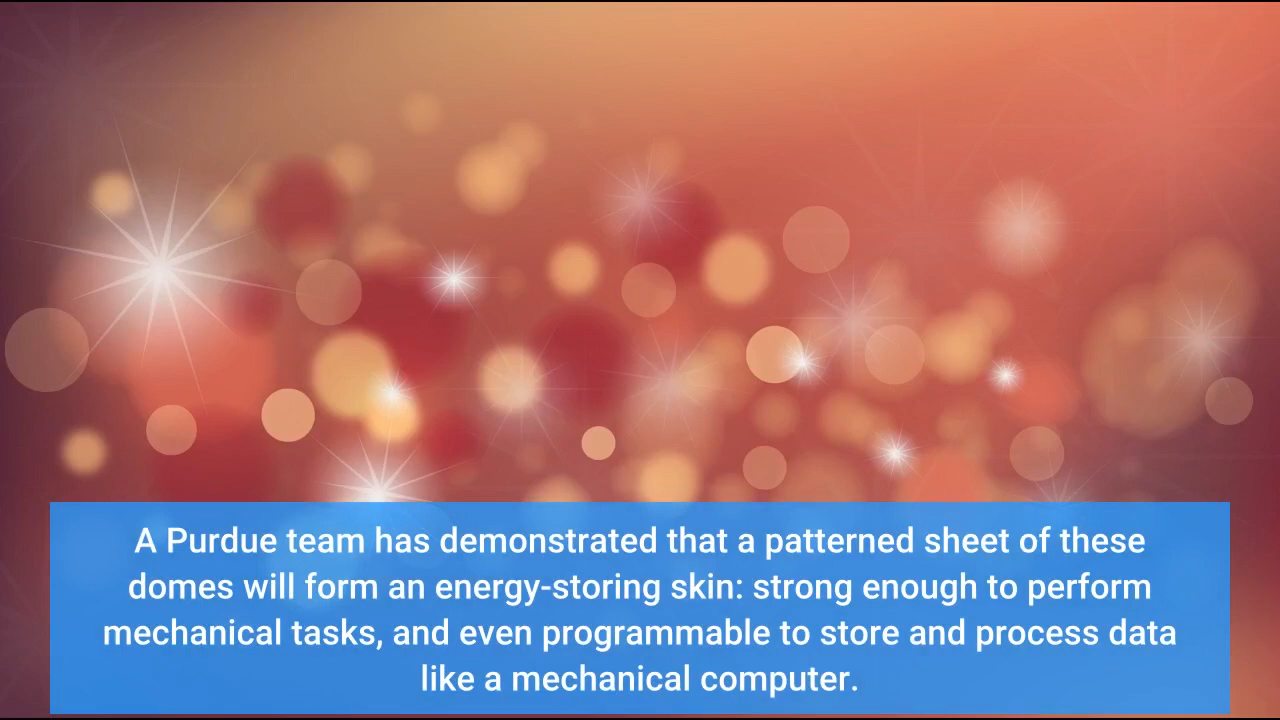 A Purdue team has demonstrated that a patterned sheet of these
domes will form an energy-storing skin: strong enough to perform
mechanical tasks, and even programmable to store and process data
like a mechanical computer.